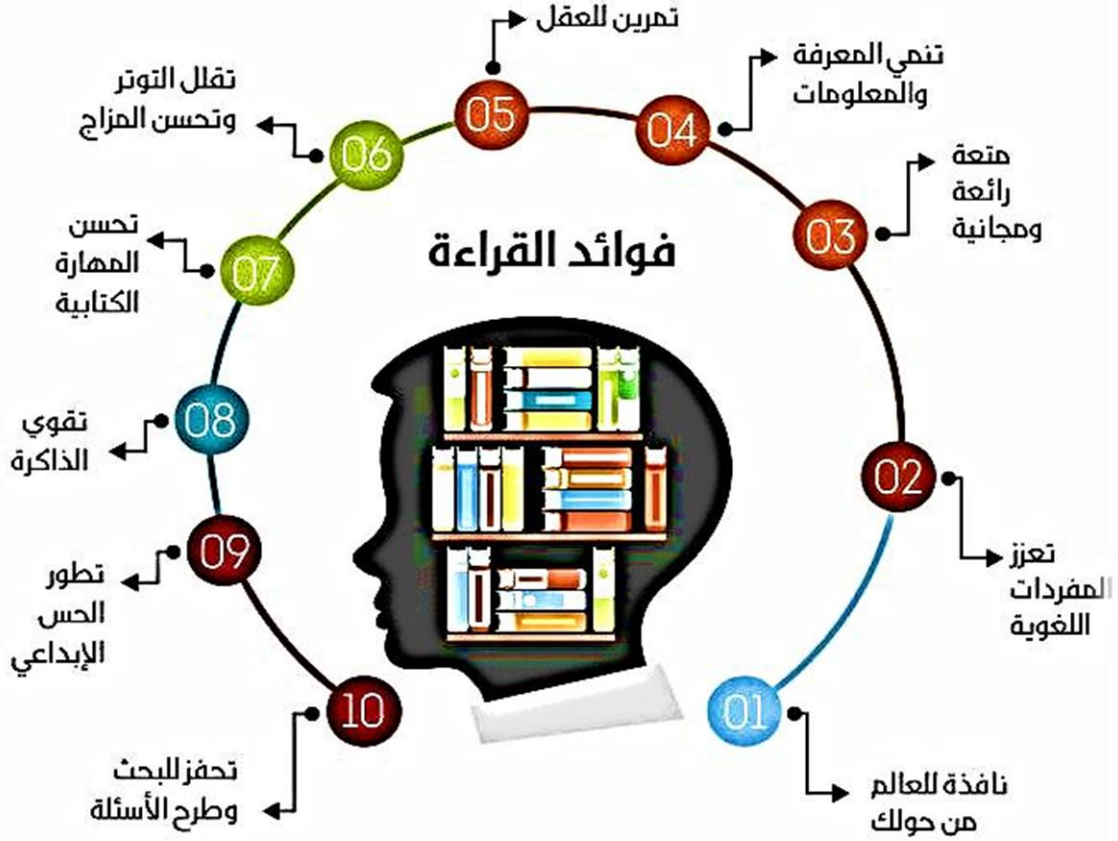 فوائد القراءة
01
نافذة للعالم
من حولك
02
تعزز
المفردات
اللغوية
03
متعة
رائعة
ومجانية
04
تنمي المعرفة
والمعلومات
05
تمرين للعقل
06
تقلل التوتر
وتحسن المزاج
07
تحسن
المهارة
الكتابية
08
تقوي
الذاكرة
09
تطور
الحس
الإبداعي
10
تحفز للبحث
وطرح الأسئلة